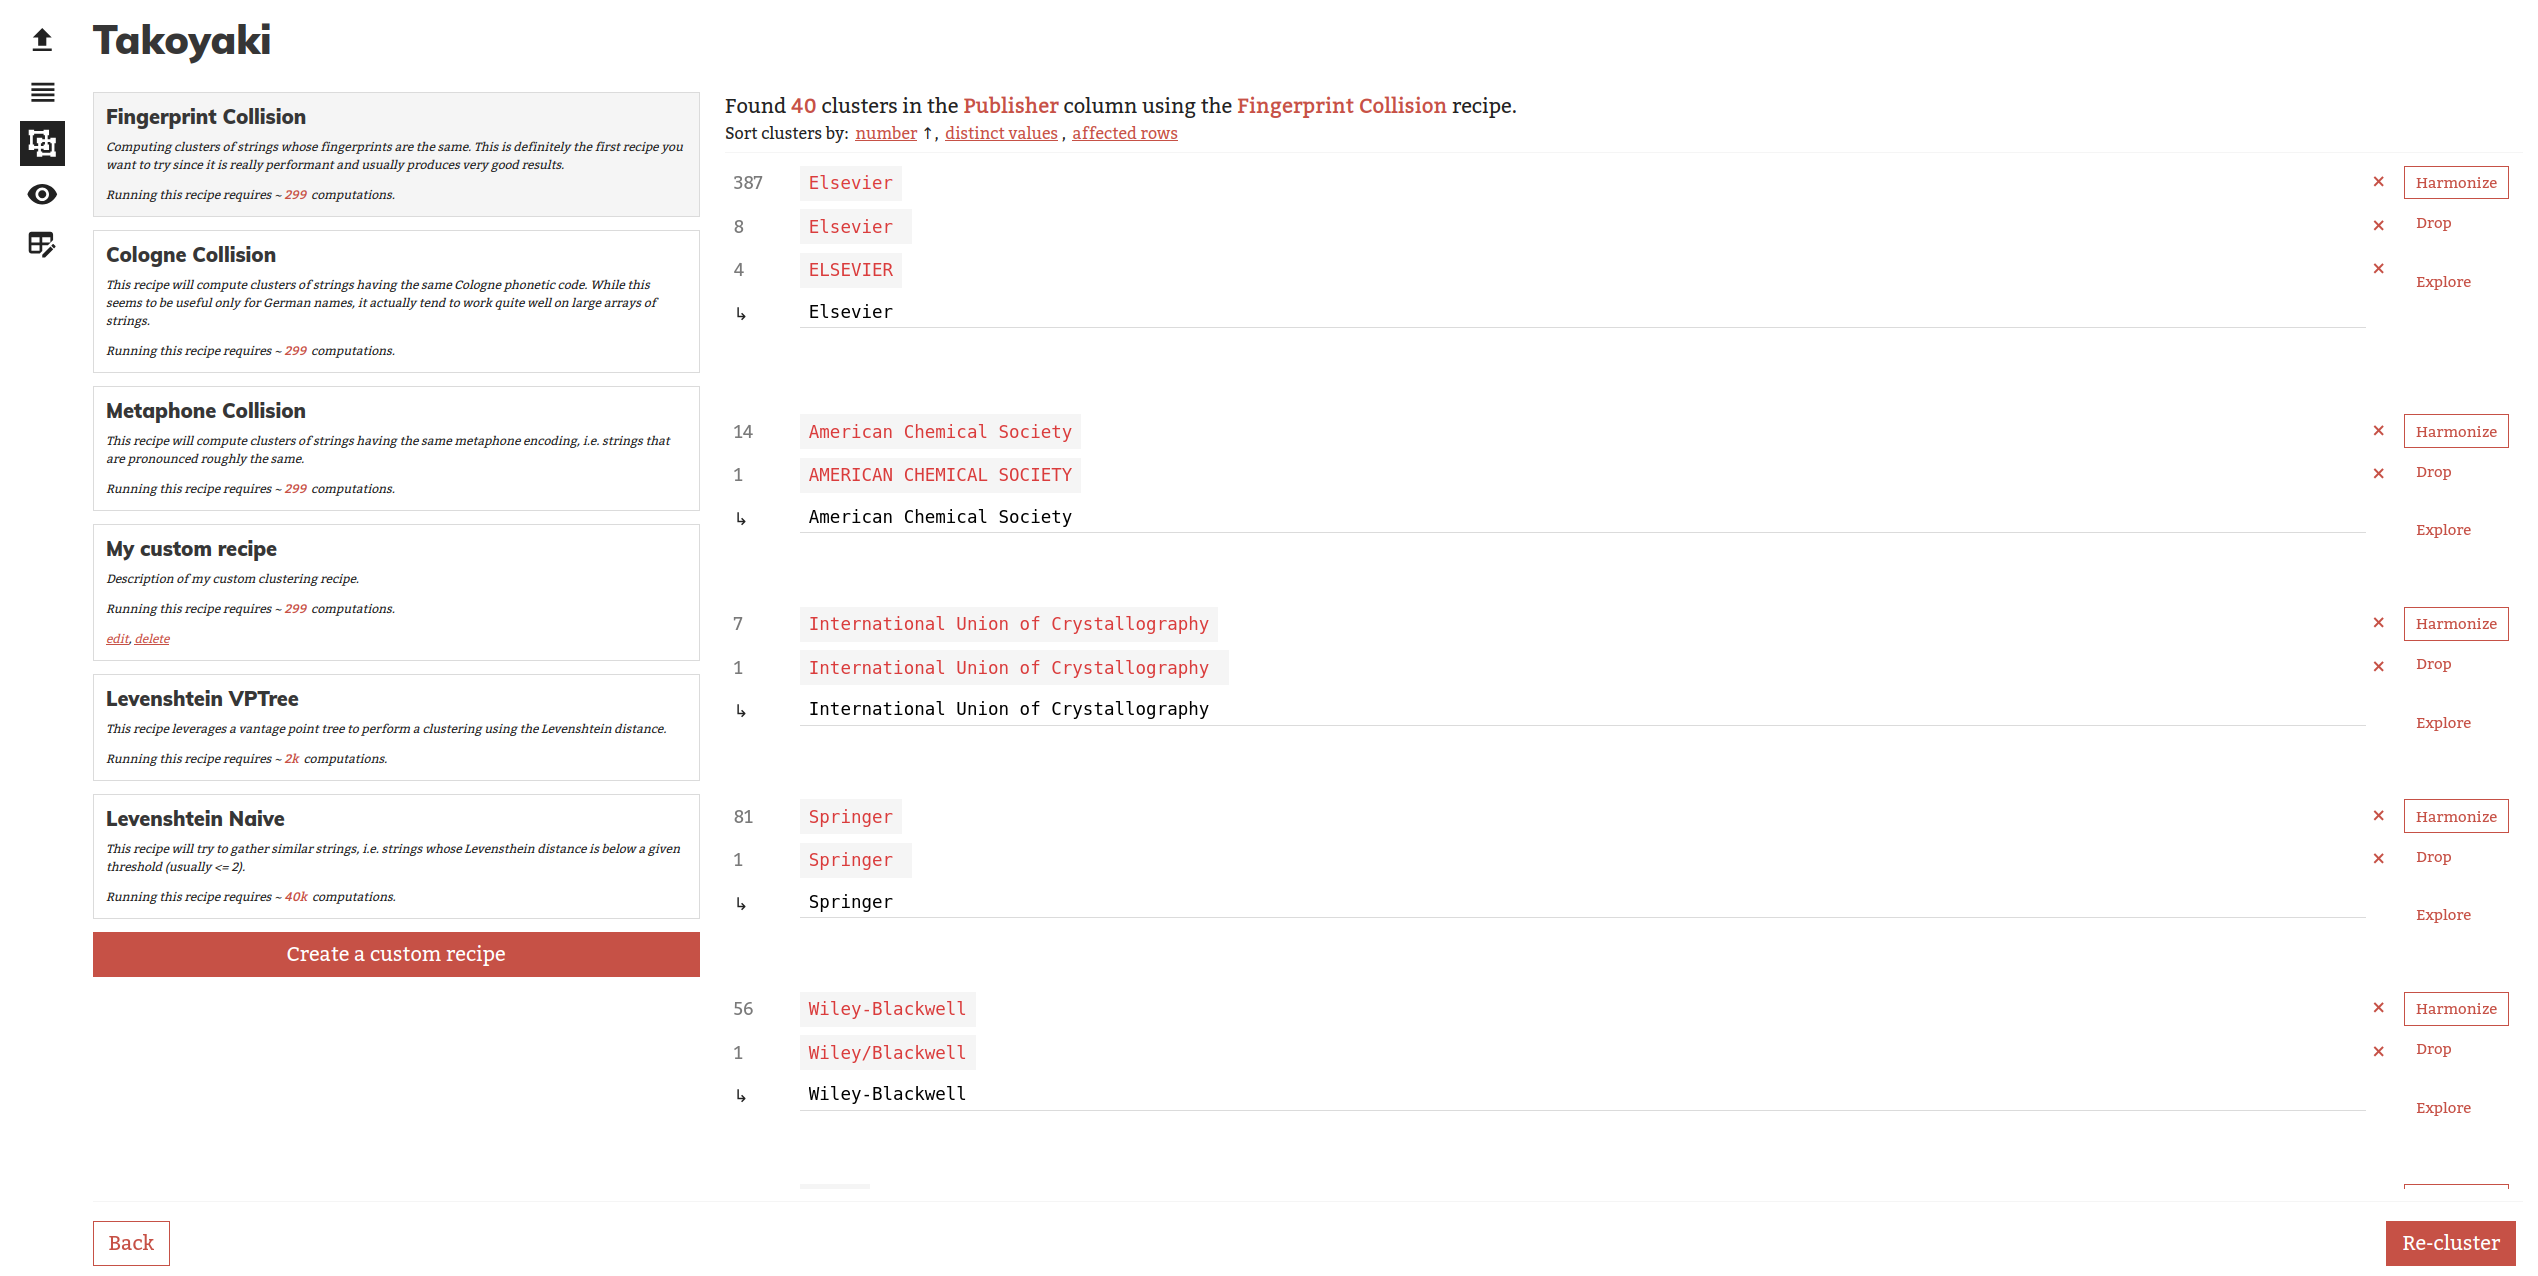 Takoyaki
Fingerprint Collision
Computing clusters of strings whose fingerprints are the same. This is definitely the first recipe you
want to try since it is really performant and usually produces very good results.
Running this recipe requires ~ 299 computations.
Cologne Collision
This recipe will compute clusters of strings having the same Cologne phonetic code. While this
seems to be useful only for German names, it actually tend to work quite well on large arrays of
strings.
Running this recipe requires ~ 299 computations.
Metaphone Collision
This recipe will compute clusters of strings having the same metaphone encoding, i.e. strings that
are pronounced roughly the same.
Running this recipe requires ~ 299 computations.
My custom recipe
Description of my custom clustering recipe.
Running this recipe requires ~ 299 computations.
edit, delete
Levenshtein VPTree
This recipe leverages a vantage point tree to perform a clustering using the Levenshtein distance.
Running this recipe requires ~ 2k computations.
Levenshtein Naive
This recipe will try to gather similar strings, i.e. strings whose Levensthein distance is below a given
threshold (usually <= 2).
Running this recipe requires ~ 40k computations.
Create a custom recipe
Found 40 clusters in the Publisher column using the Fingerprint Collision recipe.
Sort clusters by: number ↑, distinct values , affected rows
387 Elsevier × Harmonize
8 Elsevier × Drop
4 ELSEVIER × Explore
↳ Elsevier
14 American Chemical Society × Harmonize
1 AMERICAN CHEMICAL SOCIETY × Drop
↳ American Chemical Society Explore
7 International Union of Crystallography × Harmonize
1 International Union of Crystallography × Drop
↳ International Union of Crystallography Explore
81 Springer × Harmonize
1 Springer × Drop
↳ Springer Explore
56 Wiley-Blackwell × Harmonize
1 Wiley/Blackwell × Drop
↳ Wiley-Blackwell Explore
Back
Re-cluster